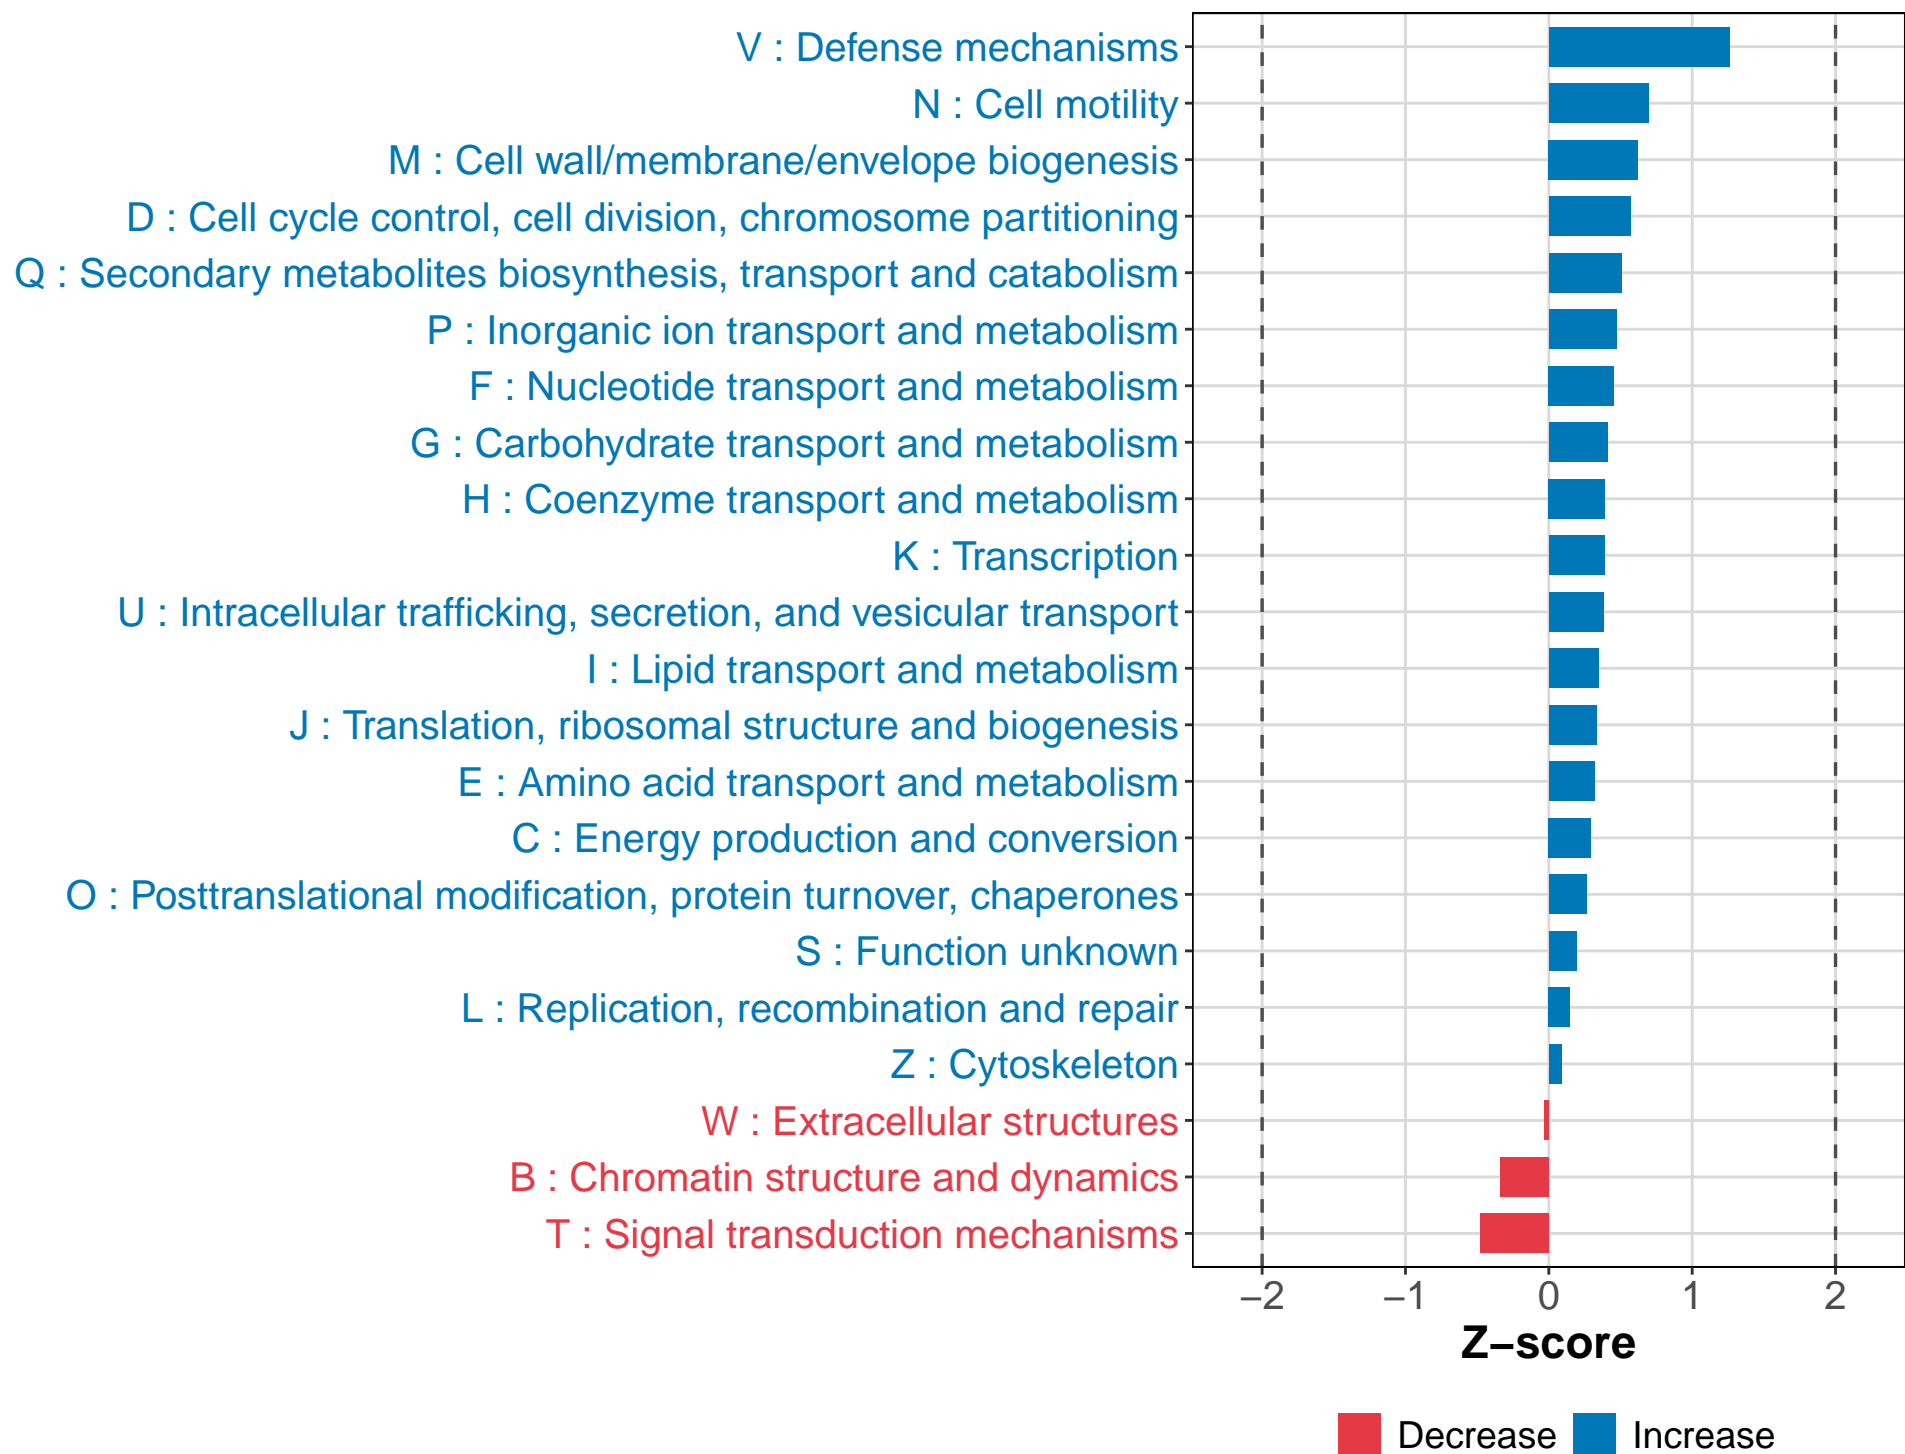 V : Defense mechanisms
N : Cell motility
M : Cell wall/membrane/envelope biogenesis
D : Cell cycle control, cell division, chromosome partitioning
Q : Secondary metabolites biosynthesis, transport and catabolism
P : Inorganic ion transport and metabolism
F : Nucleotide transport and metabolism
G : Carbohydrate transport and metabolism
H : Coenzyme transport and metabolism
K : Transcription
U : Intracellular trafficking, secretion, and vesicular transport
I : Lipid transport and metabolism
J : Translation, ribosomal structure and biogenesis
E : Amino acid transport and metabolism
C : Energy production and conversion
O : Posttranslational modification, protein turnover, chaperones
S : Function unknown
L : Replication, recombination and repair
Z : Cytoskeleton
W : Extracellular structures
B : Chromatin structure and dynamics
T : Signal transduction mechanisms
−2 −1 0 1 2
Z−score
Decrease Increase